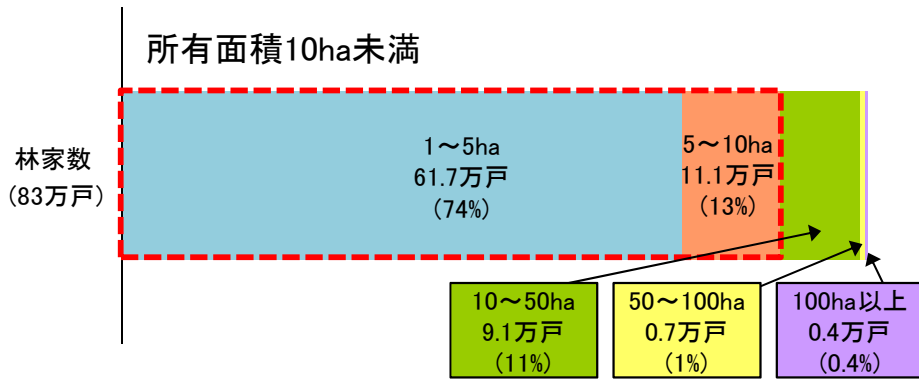 所有面積10ha未満
林家数
(83万戸)
1～5ha
61.7万戸
(74%)
5～10ha
11.1万戸
(13%)
10～50ha
9.1万戸
(11%)
50～100ha
0.7万戸
(1%)
100ha以上
0.4万戸
(0.4%)